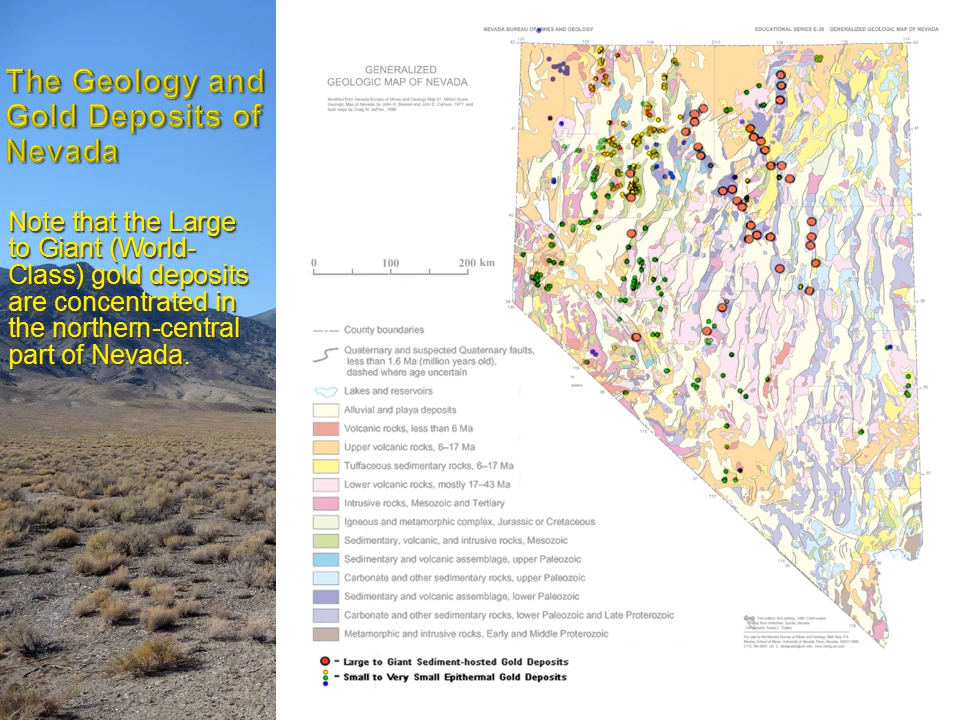 The Geology and
Gold Deposits of
Nevada
Note that the Large
to Giant (World-
Class) gold deposits
are concentrated in
the northern-central
part of Nevada.
NEVADA BUREAU OF MINES AND GEOLOGY
EDUCATIONAL SERIES E-30 GENERALIZED GEOLOGIC MAP OF NEVADA
GENERALIZED
GEOLOGIC MAP OF NEVADA
0 100 200 km
County boundaries
Quaternary and suspected Quaternary faults,
less than 1.6 Ma (million years old),
dashed where age uncertain
Lakes and reservoirs
Alluvial and playa deposits
Volcanic rocks, less than 6 Ma
Upper volcanic rocks, 6–17 Ma
Tuffaceous sedimentary rocks, 6–17 Ma
Lower volcanic rocks, mostly 17–43 Ma
Intrusive rocks, Mesozoic and Tertiary
Igneous and metamorphic complex, Jurassic or Cretaceous
Sedimentary, volcanic, and intrusive rocks, Mesozoic
Sedimentary and volcanic assemblage, upper Paleozoic
Carbonate and other sedimentary rocks, upper Paleozoic
Sedimentary and volcanic assemblage, lower Paleozoic
Carbonate and other sedimentary rocks, lower Paleozoic and Late Proterozoic
Metamorphic and intrusive rocks, Early and Middle Proterozoic
- Large to Giant Sediment-hosted Gold Deposits
- Small to Very Small Epithermal Gold Deposits